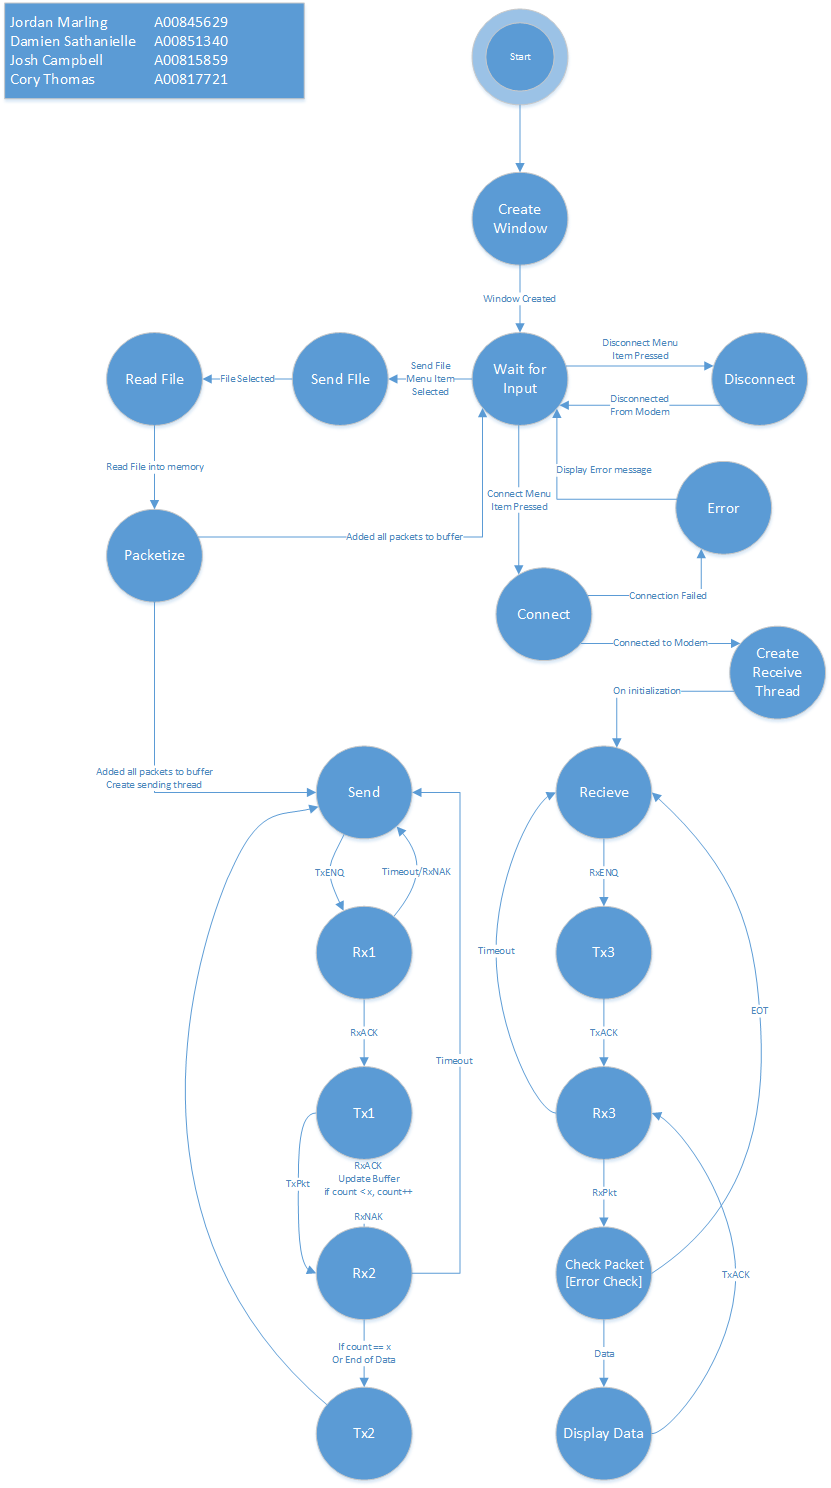 Jordan Marling A00845629
Damien Sathanielle A00851340
Josh Campbell A00815859
Cory Thomas A00817721
Start
Create
Window
Window Created
Read File
File Selected
Send FIle
Send File
Menu Item
Selected
Wait for
Input
Disconnect Menu
Item Pressed
Disconnect
Disconnected
From Modem
Read File into memory
Display Error message
Connect Menu
Item Pressed
Error
Packetize
Added all packets to buffer
Connection Failed
Connect
Connected to Modem
Create
Receive
Thread
On initialization
Added all packets to buffer
Create sending thread
Send
Recieve
TxENQ
Timeout/RxNAK
RxENQ
Rx1
Tx3
Timeout
EOT
RxACK
TxACK
Timeout
Tx1
Rx3
RxACK
Update Buffer
if count < x, count++
TxPkt
RxPkt
RxNAK
Rx2
Check Packet
[Error Check]
TxACK
If count == x
Or End of Data
Data
Tx2
Display Data